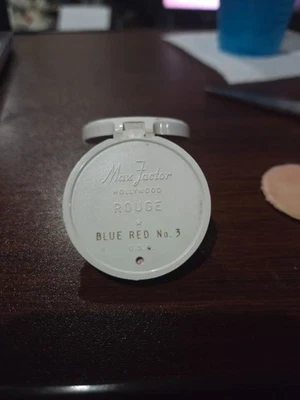 Max Factor
HOLLYWOOD
ROUGE
BLUE RED No. 3